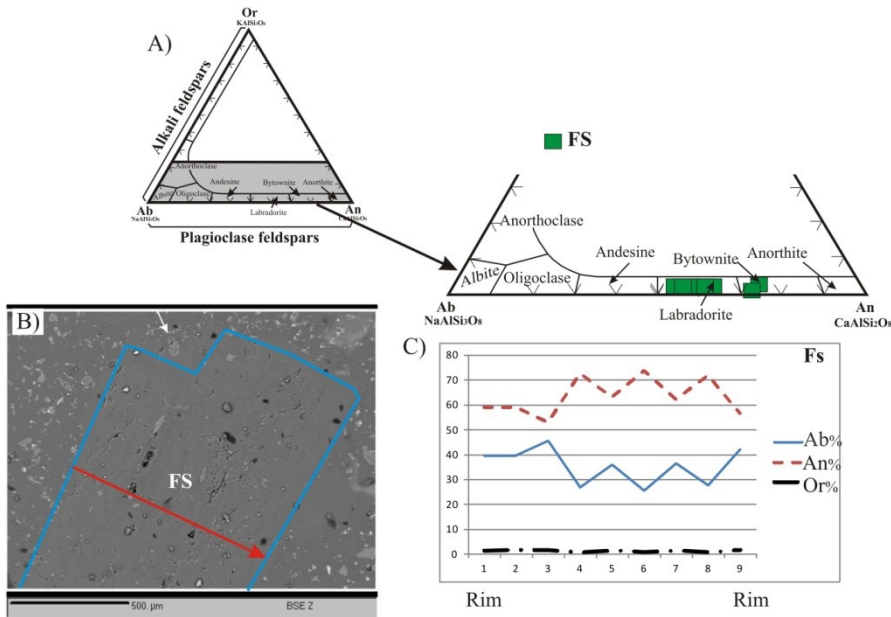 A)
Or
KAlSi₃O₈
Alkali feldspars
Anorthoclase
Andesine
Bytownite
Anorthite
Albite
Oligoclase
Labradorite
Ab
NaAlSi₃O₈
An
CaAlSi₂O₈
Plagioclase feldspars
FS
Anorthoclase
Andesine
Bytownite
Anorthite
Albite
Oligoclase
Labradorite
Ab
NaAlSi₃O₈
An
CaAlSi₂O₈
B)
FS
500. µm
BSE Z
C)
Fs
80
70
60
50
40
30
20
10
0
1 2 3 4 5 6 7 8 9
Rim Rim
Ab%
An%
Or%